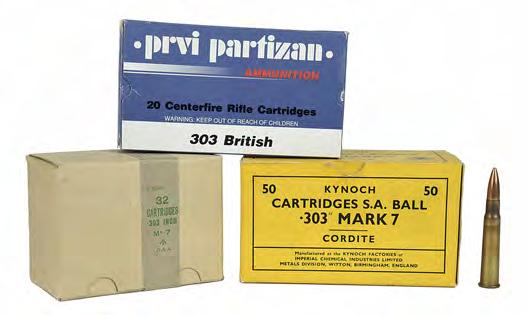 • prvi partizan •
AMMUNITION
20 Centerfire Rifle Cartridges
WARNING: KEEP OUT OF REACH OF CHILDREN
303 British
32
CARTRIDGES
·303 INCH
M-7
50 KYNOCH 50
CARTRIDGES S.A. BALL
·303" MARK 7
CORDITE
Manufactured at the KYNOCH FACTORIES of
IMPERIAL CHEMICAL INDUSTRIES LIMITED
METALS DIVISION, WITTON, BIRMINGHAM, ENGLAND